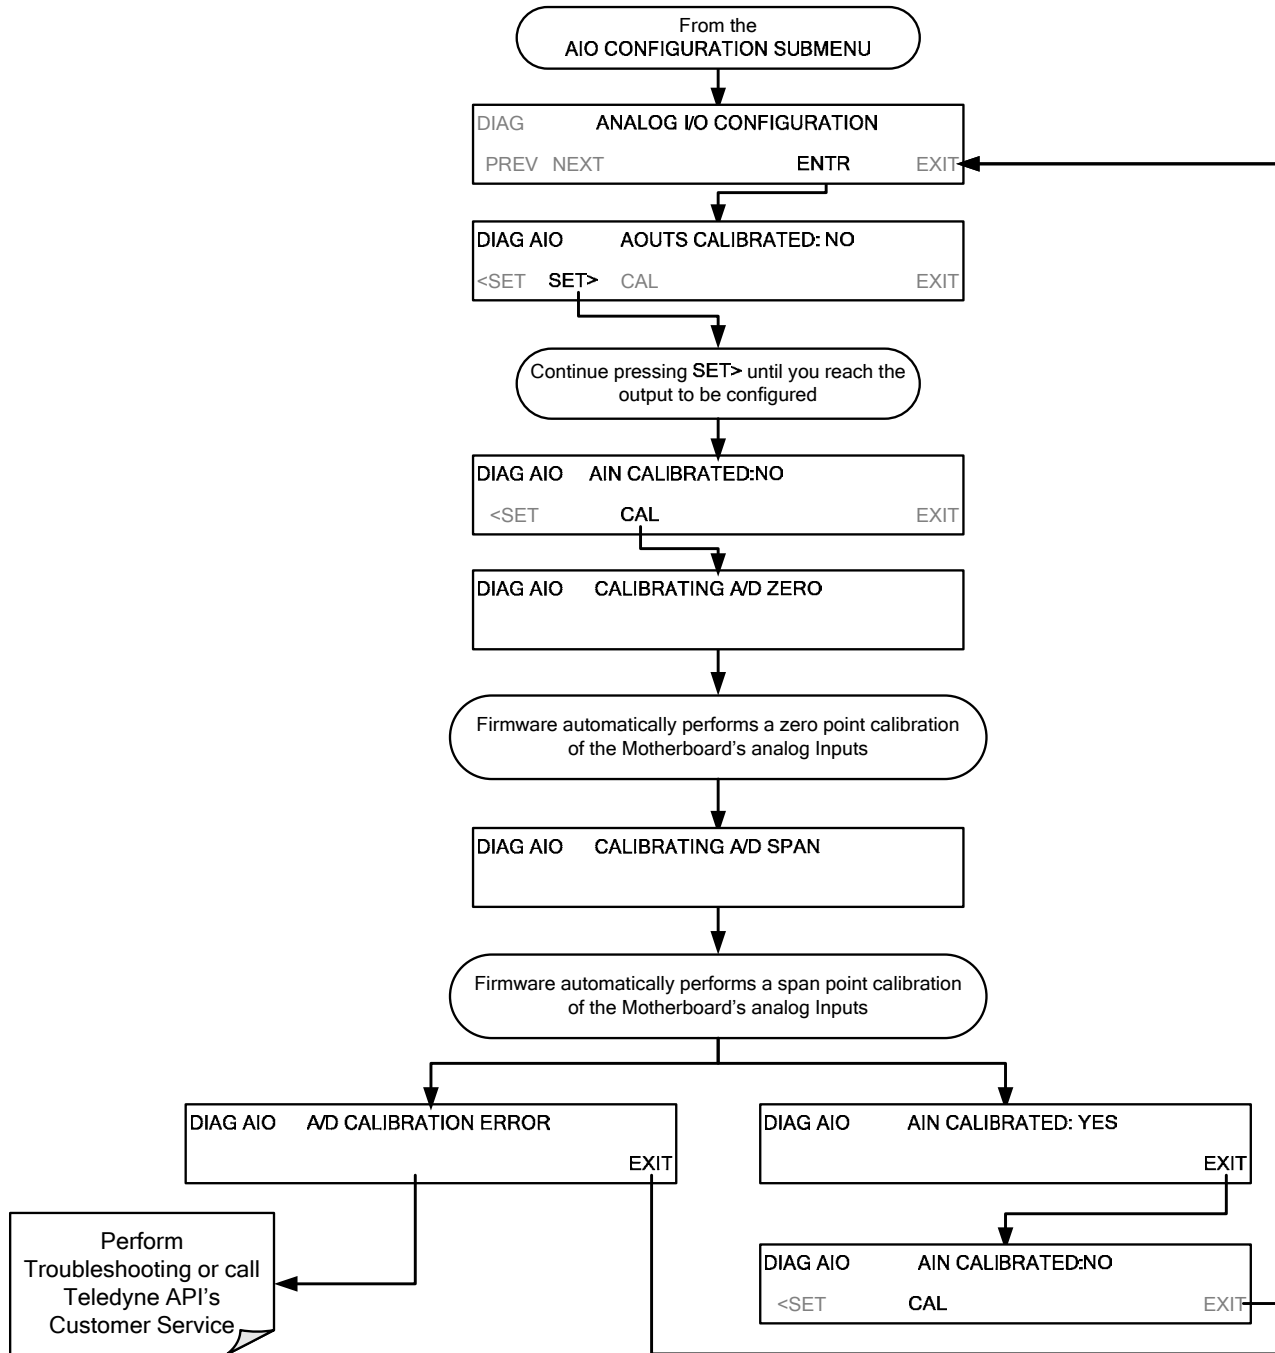 From the
AIO CONFIGURATION SUBMENU
DIAG ANALOG I/O CONFIGURATION
PREV NEXT ENTR EXIT
DIAG AIO AOUTS CALIBRATED: NO
<SET SET> CAL EXIT
Continue pressing SET> until you reach the
output to be configured
DIAG AIO AIN CALIBRATED:NO
<SET CAL EXIT
DIAG AIO CALIBRATING A/D ZERO
Firmware automatically performs a zero point calibration
of the Motherboard's analog Inputs
DIAG AIO CALIBRATING A/D SPAN
Firmware automatically performs a span point calibration
of the Motherboard's analog Inputs
DIAG AIO A/D CALIBRATION ERROR
EXIT
DIAG AIO AIN CALIBRATED: YES
EXIT
Perform
Troubleshooting or call
Teledyne API's
Customer Service
DIAG AIO AIN CALIBRATED:NO
<SET CAL EXIT